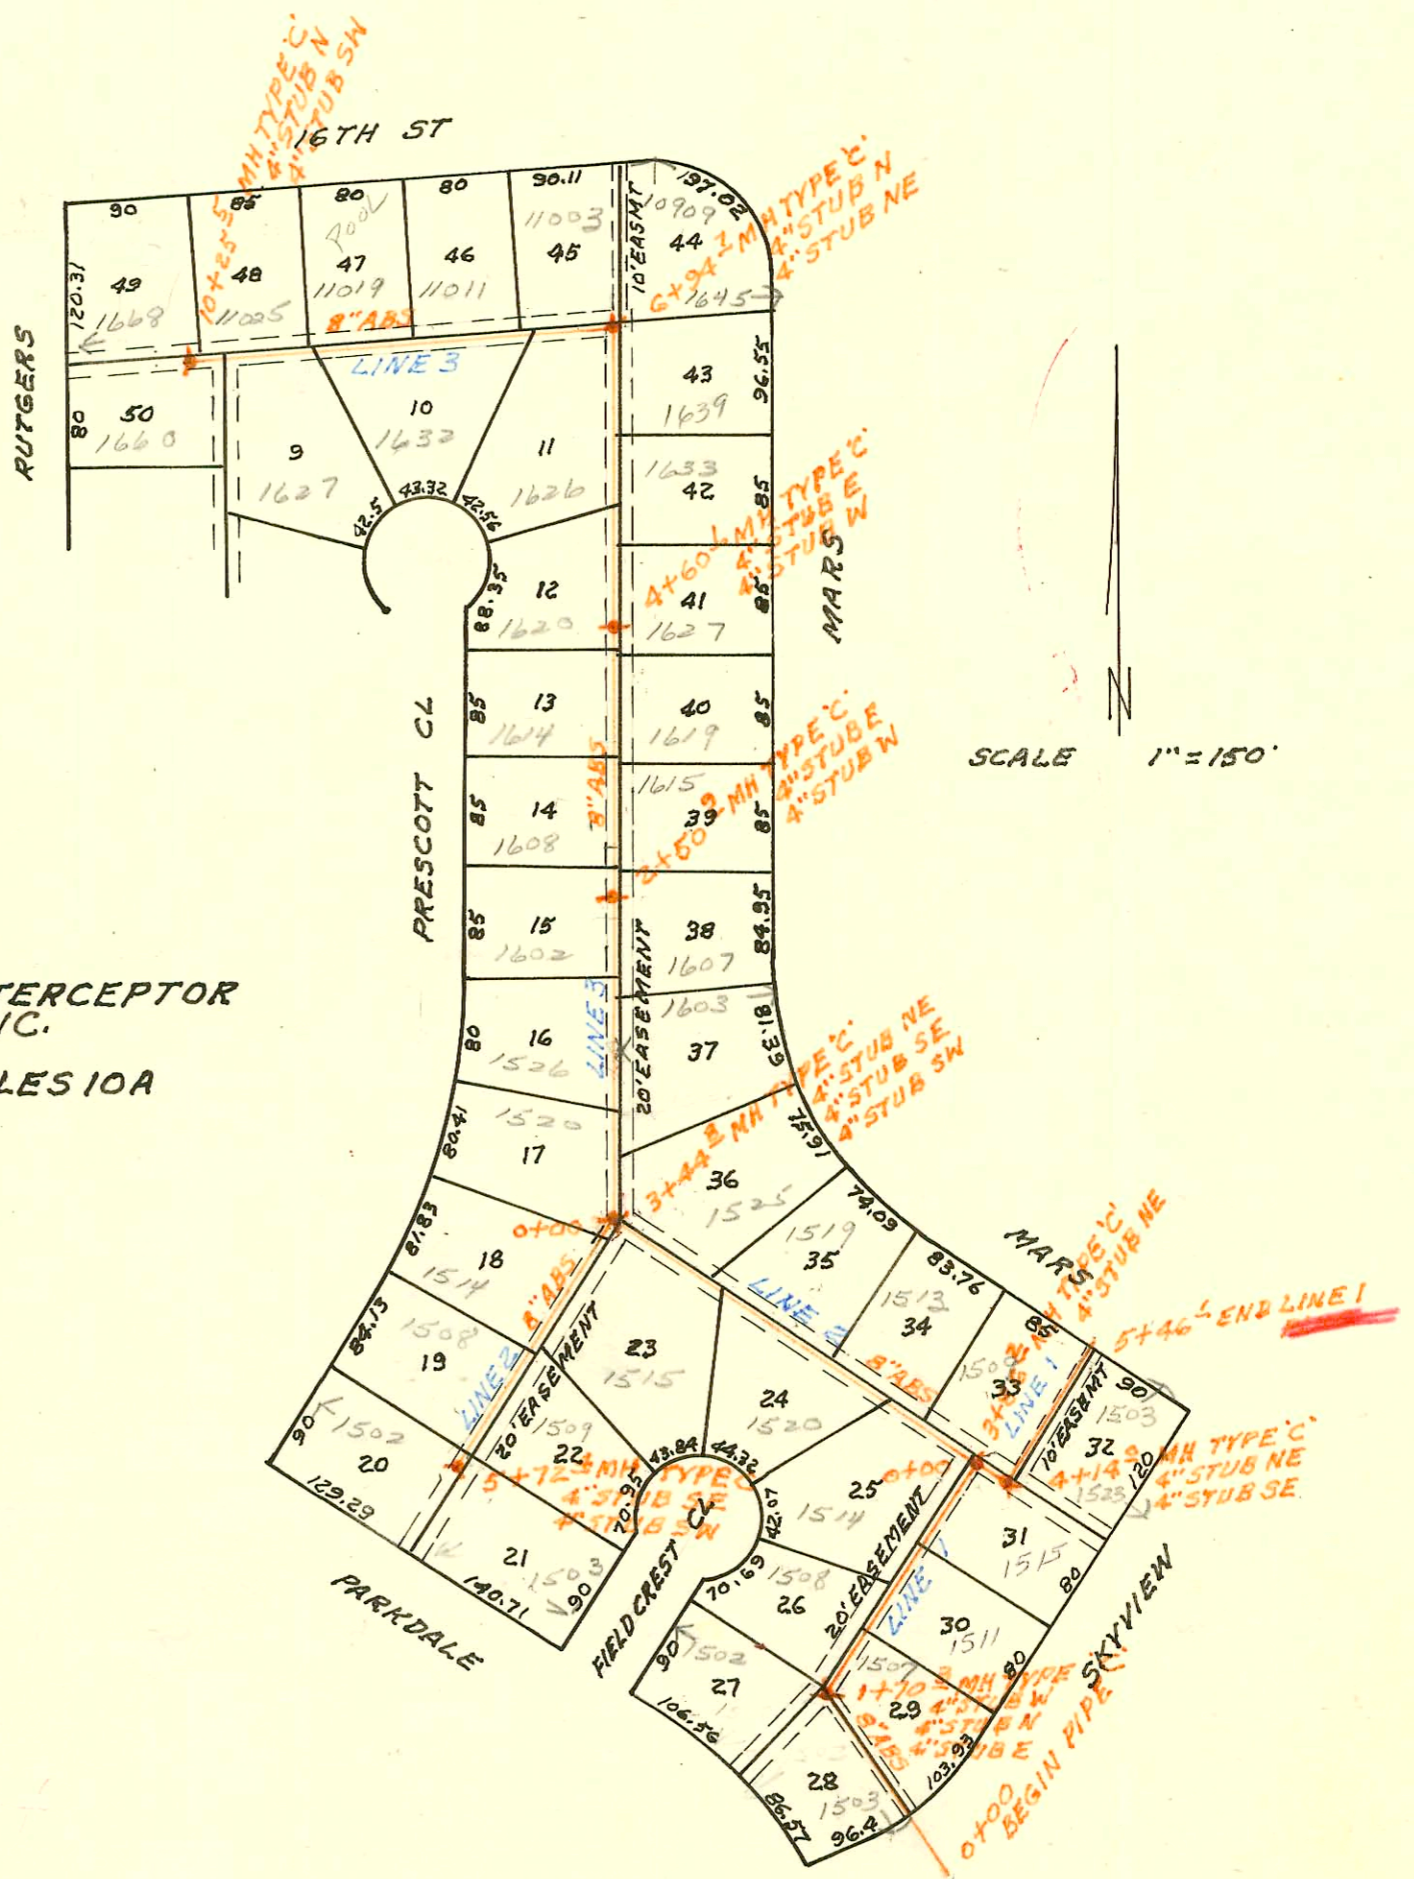 MH TYPE 'C'
4" STUB N
4" STUB SW
16TH ST
90
85
80
80
90.11
197.02
10+25
POOL
11003
10909
10' EASMT
MH TYPE 'C'
4" STUB N
4" STUB NE
6+94
120.31
49
1668
48
11025
47
11019
46
11011
45
44
1645
8" ABS
LINE 3
RUTGERS
80
50
1660
9
1627
10
1632
11
1626
42.5
43.32
42.56
43
1639
96.55
1633
42
85
MH TYPE 'C'
4" STUB E
4" STUB W
4+60
41
1627
85
MARS
12
1620
88.35
PRESCOTT CL
85
13
1614
40
1619
85
N
SCALE 1" = 150'
2+50 MH TYPE 'C'
4" STUB E
4" STUB W
8" ABS
85
14
1608
1615
39
85
85
15
1602
38
1607
84.95
20' EASEMENT
TERCEPTOR
LES 10A
LINE 3
80
16
1526
1603
37
81.39
3+44 MH TYPE 'C'
4" STUB NE
4" STUB SE
4" STUB SW
80.41
1520
17
36
1525
75.91
0+00
81.83
18
1514
8" ABS
1519
35
74.09
LINE 2
83.76
1513
34
8" ABS
MARS
MH TYPE 'C'
4" STUB NE
5+46 END LINE 1
84.13
1508
19
LINE 2
20' EASEMENT
23
1515
24
1520
85
33
LINE 1
10' EASEMT
90
1503
32
120
1523
4+14 MH TYPE 'C'
4" STUB NE
4" STUB SE
90
1502
20
129.29
1509
22
5+72 MH TYPE C
4" STUB SE
4" STUB SW
43.84
44.32
70.95
42.07
70.69
25
1514
0+00
20' EASEMENT
LINE 1
31
1515
80
21
1503
90
140.71
PARKDALE
FIELDCREST CL
1508
26
30
1511
80
SKYVIEW
90
1502
27
106.56
1507
29
1+70 MH TYPE 'C'
4" STUB W
4" STUB N
4" STUB E
8" ABS
103.93
28
1503
86.57
96.4
0+00
BEGIN PIPE